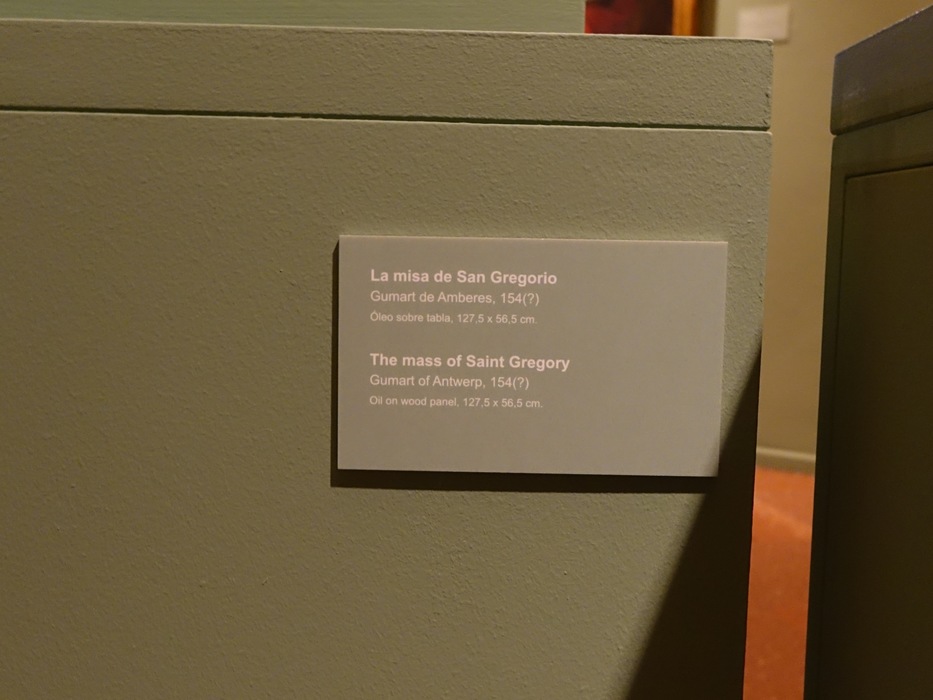 La misa de San Gregorio
Gumart de Amberes, 154(?)
Óleo sobre tabla, 127,5 x 56,5 cm.
The mass of Saint Gregory
Gumart of Antwerp, 154(?)
Oil on wood panel, 127,5 x 56,5 cm.